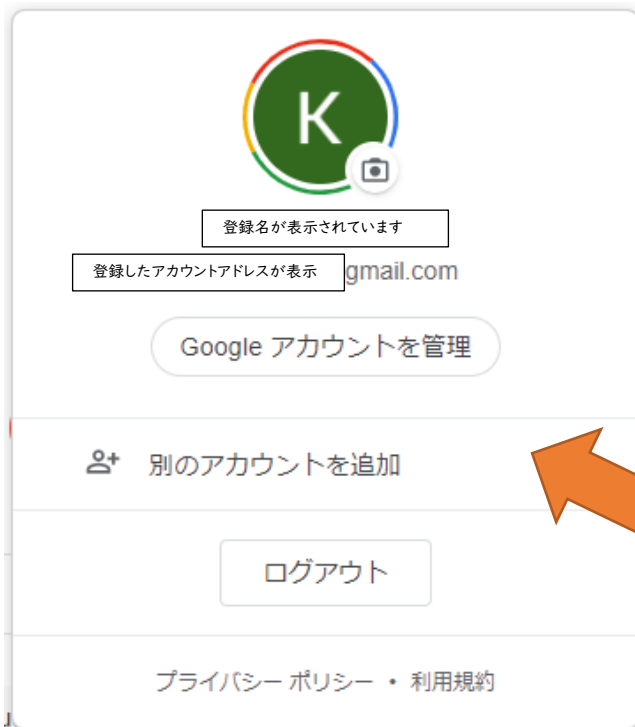 K
登録名が表示されています
登録したアカウントアドレスが表示 gmail.com
Google アカウントを管理
別のアカウントを追加
ログアウト
プライバシー ポリシー • 利用規約